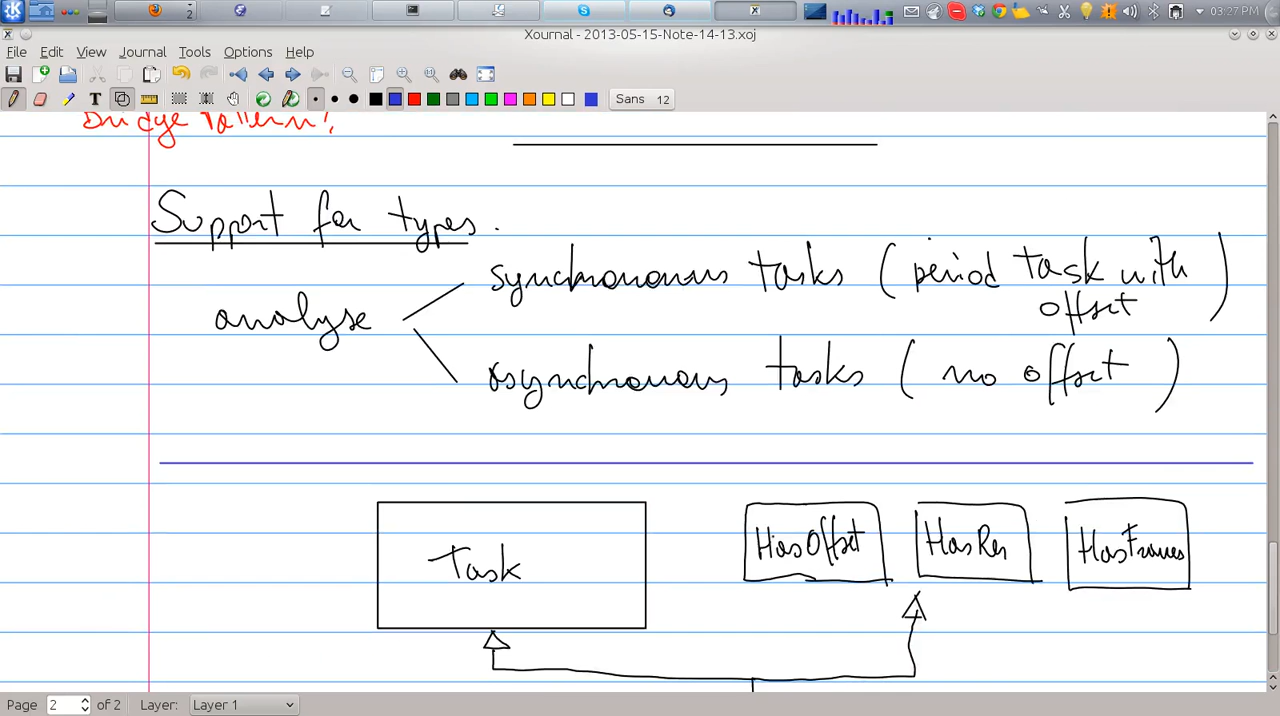 03:27 PM
Xournal - 2013-05-15-Note-14-13.xoj
File Edit View Journal Tools Options Help
Sans 12
Bridge Pattern!
Support for types.
synchronous tasks (period task with offset)
analyse
asynchronous tasks (no offset)
Task
HasOffset
HasRes
HasFrames
Page 2 of 2 Layer: Layer 1